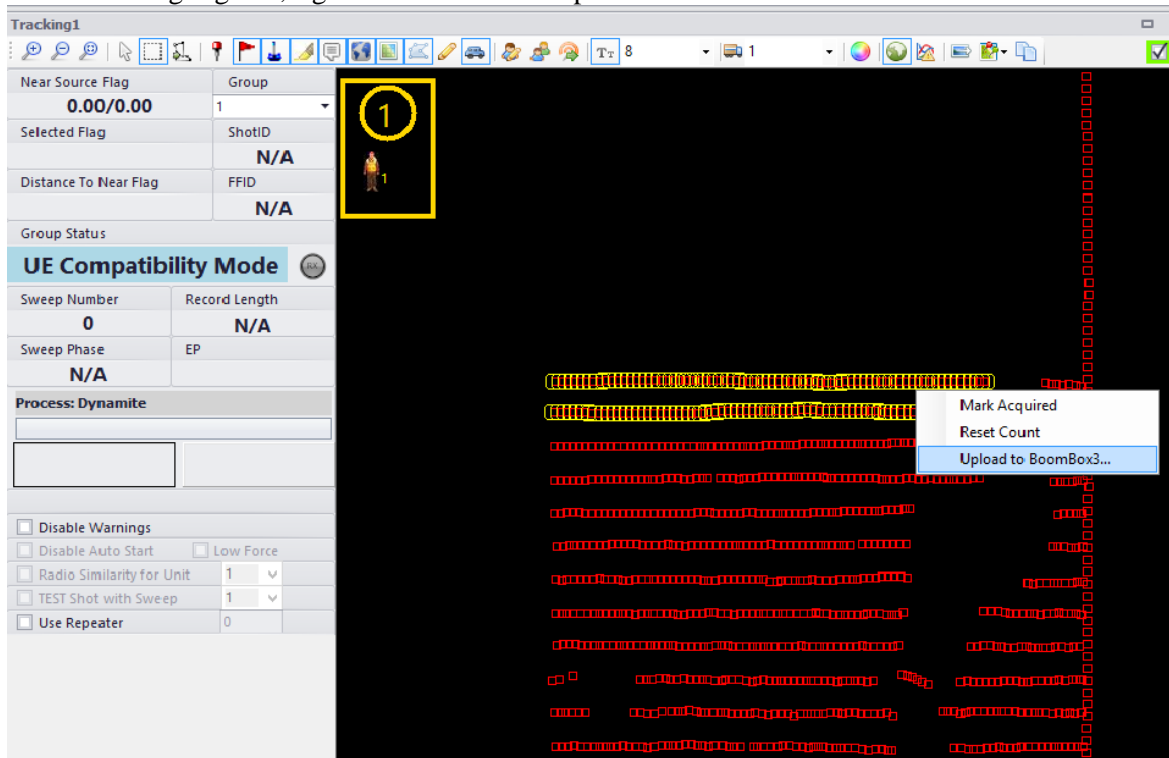 Tracking1
8 1
Near Source Flag Group
0.00/0.00 1
Selected Flag ShotID
N/A
Distance To Near Flag FFID
N/A
Group Status
UE Compatibility Mode RX
Sweep Number Record Length
0 N/A
Sweep Phase EP
N/A
Process: Dynamite
Disable Warnings
Disable Auto Start Low Force
Radio Similarity for Unit 1
TEST Shot with Sweep 1
Use Repeater 0
1
1
Mark Acquired
Reset Count
Upload to BoomBox3...